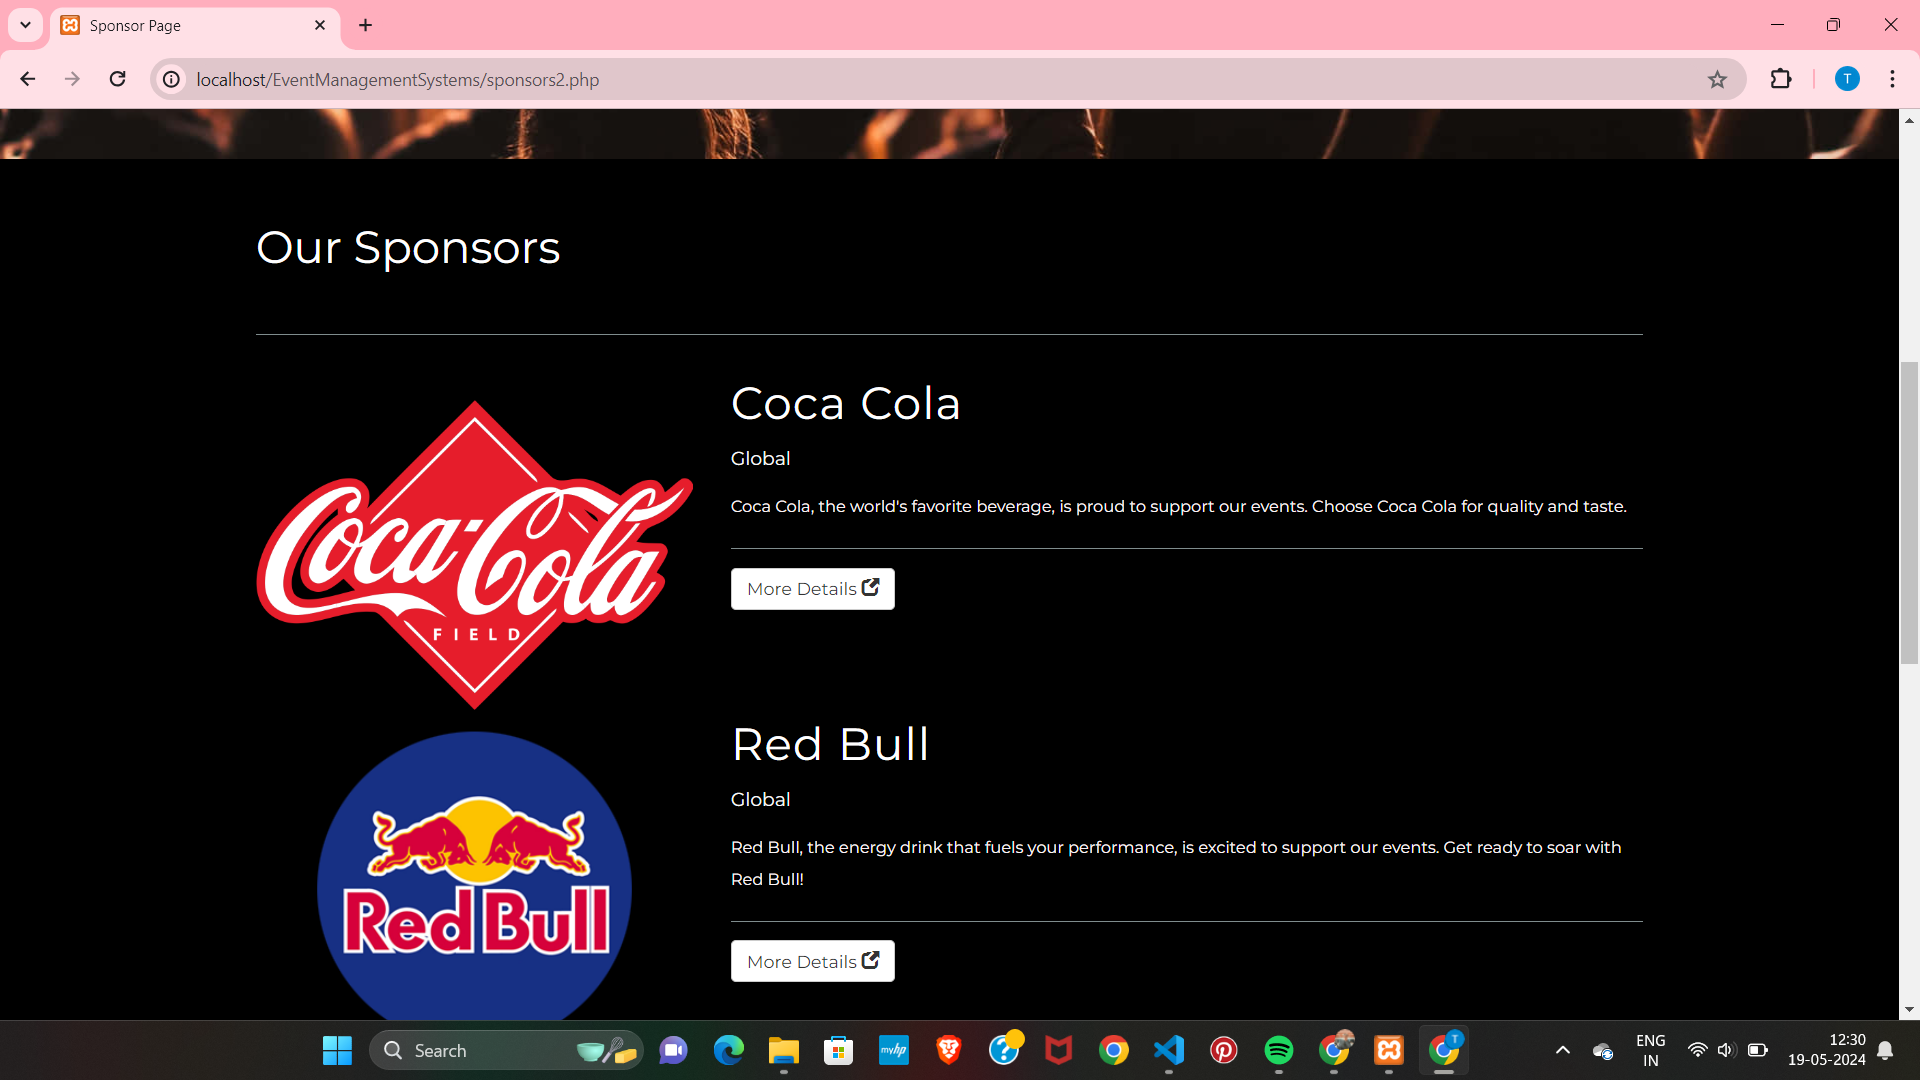 Sponsor Page
localhost/EventManagementSystems/sponsors2.php
T
Our Sponsors
Coca Cola
Global
Coca Cola, the world's favorite beverage, is proud to support our events. Choose Coca Cola for quality and taste.
More Details
Coca-Cola
FIELD
Red Bull
Global
Red Bull, the energy drink that fuels your performance, is excited to support our events. Get ready to soar with
Red Bull!
More Details
Red Bull
Search
myhp
T
ENG
IN
12:30
19-05-2024